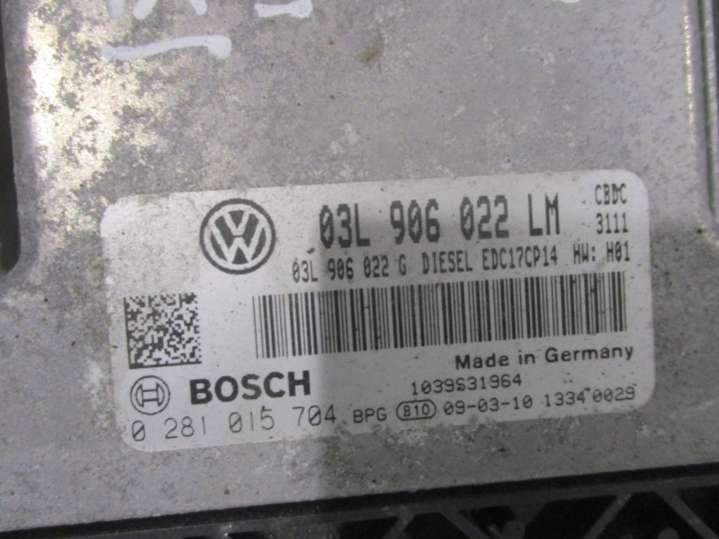 03L 906 022 LM CBDC
3111
03L 906 022 G DIESEL EDC17CP14 HW: H01
Made in Germany
BOSCH 1039S31964
0 281 015 704 BPG B10 09-03-10 1334 0029